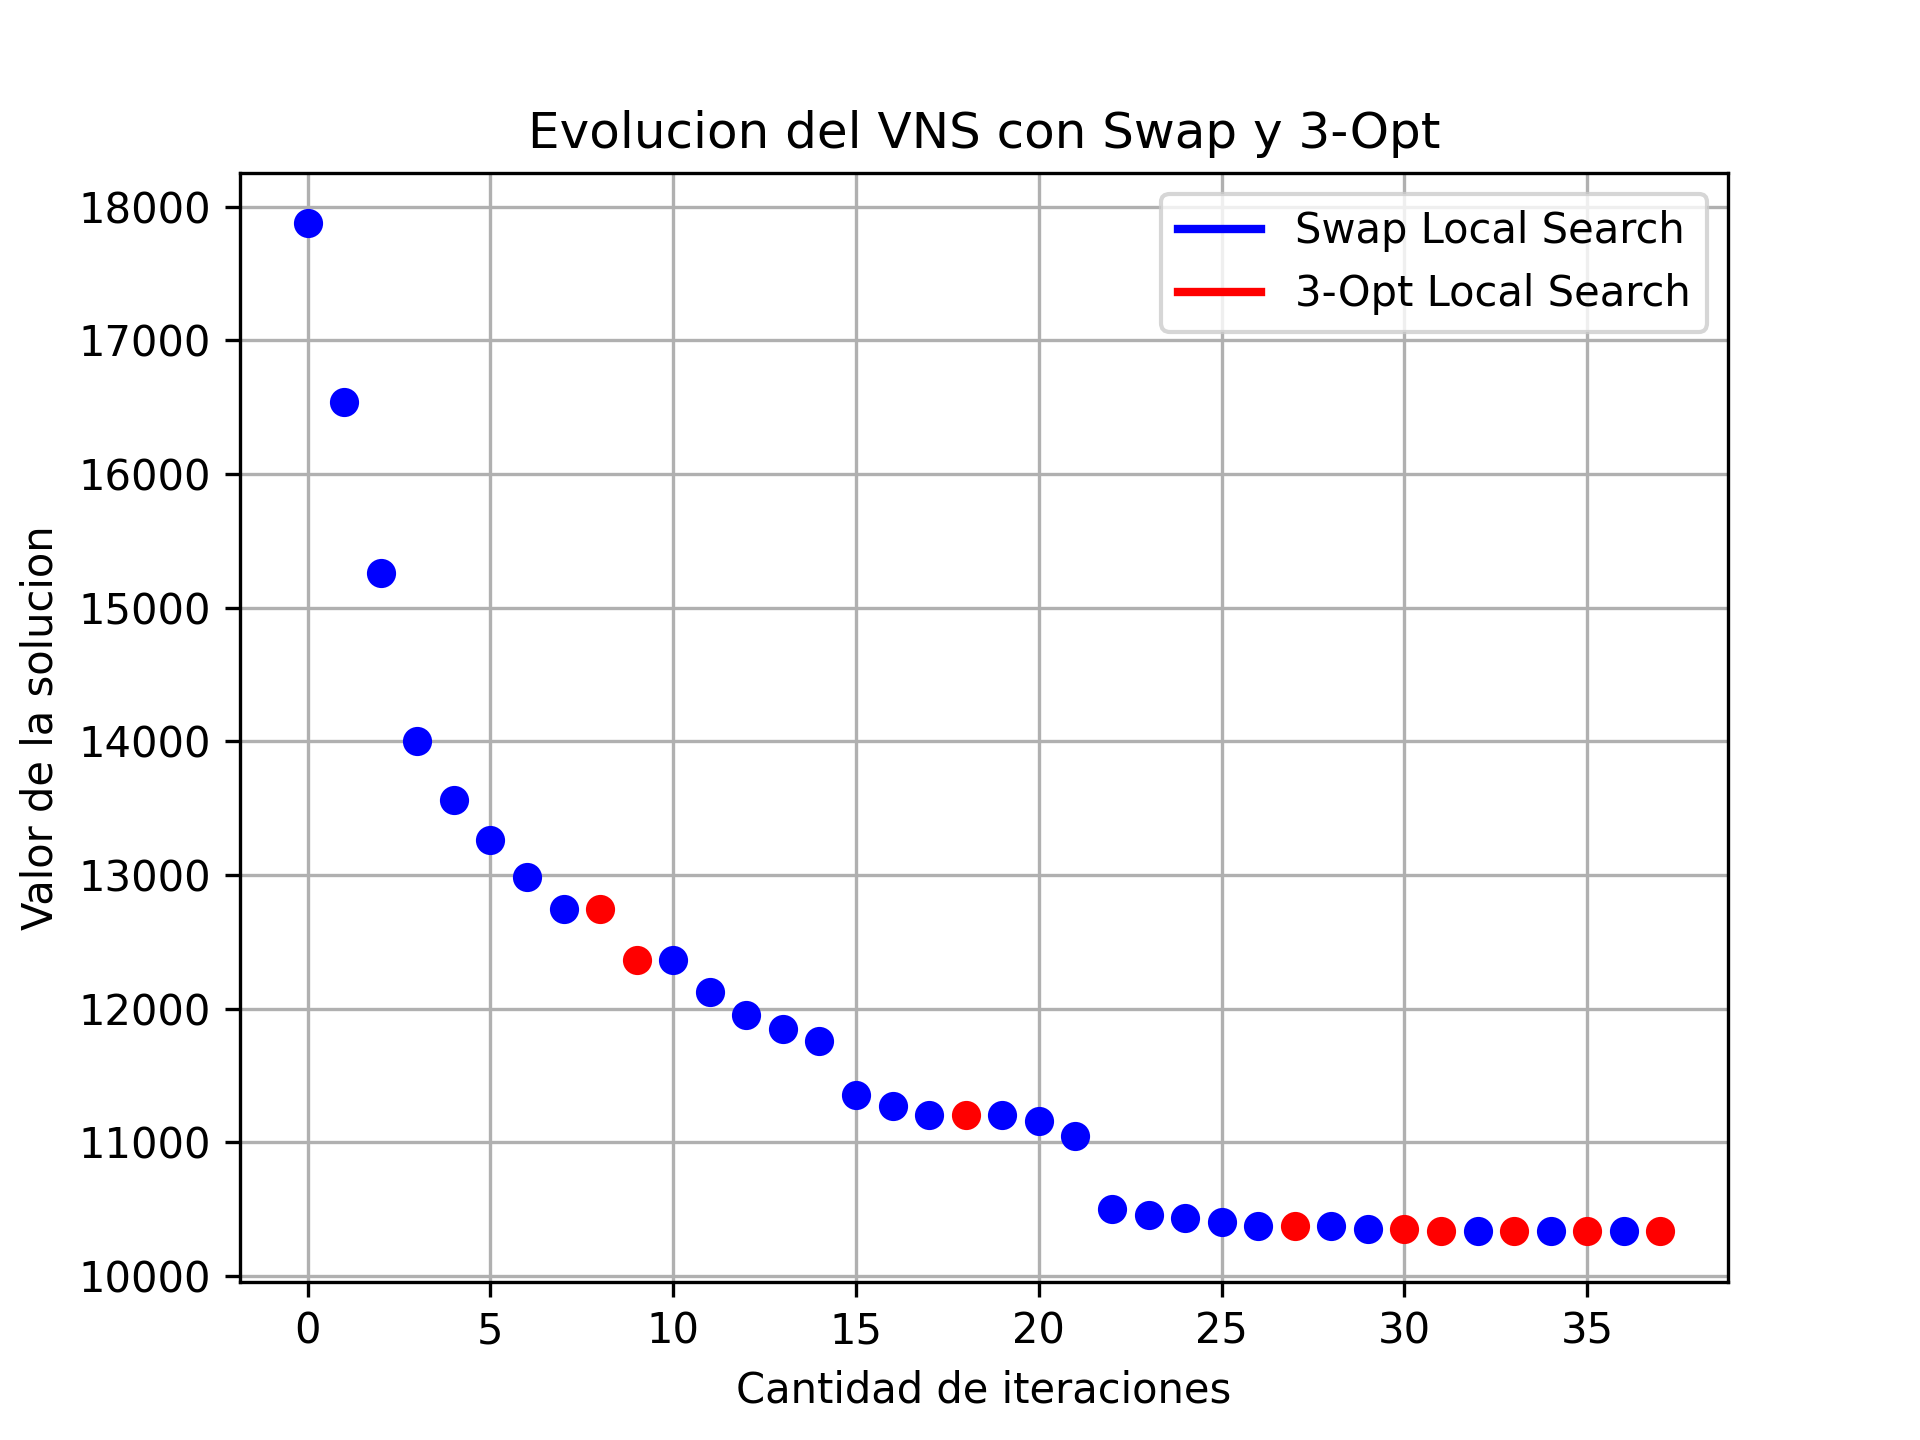 Evolucion del VNS con Swap y 3-Opt
Swap Local Search
3-Opt Local Search
Valor de la solucion
18000
17000
16000
15000
14000
13000
12000
11000
10000
0 5 10 15 20 25 30 35
Cantidad de iteraciones